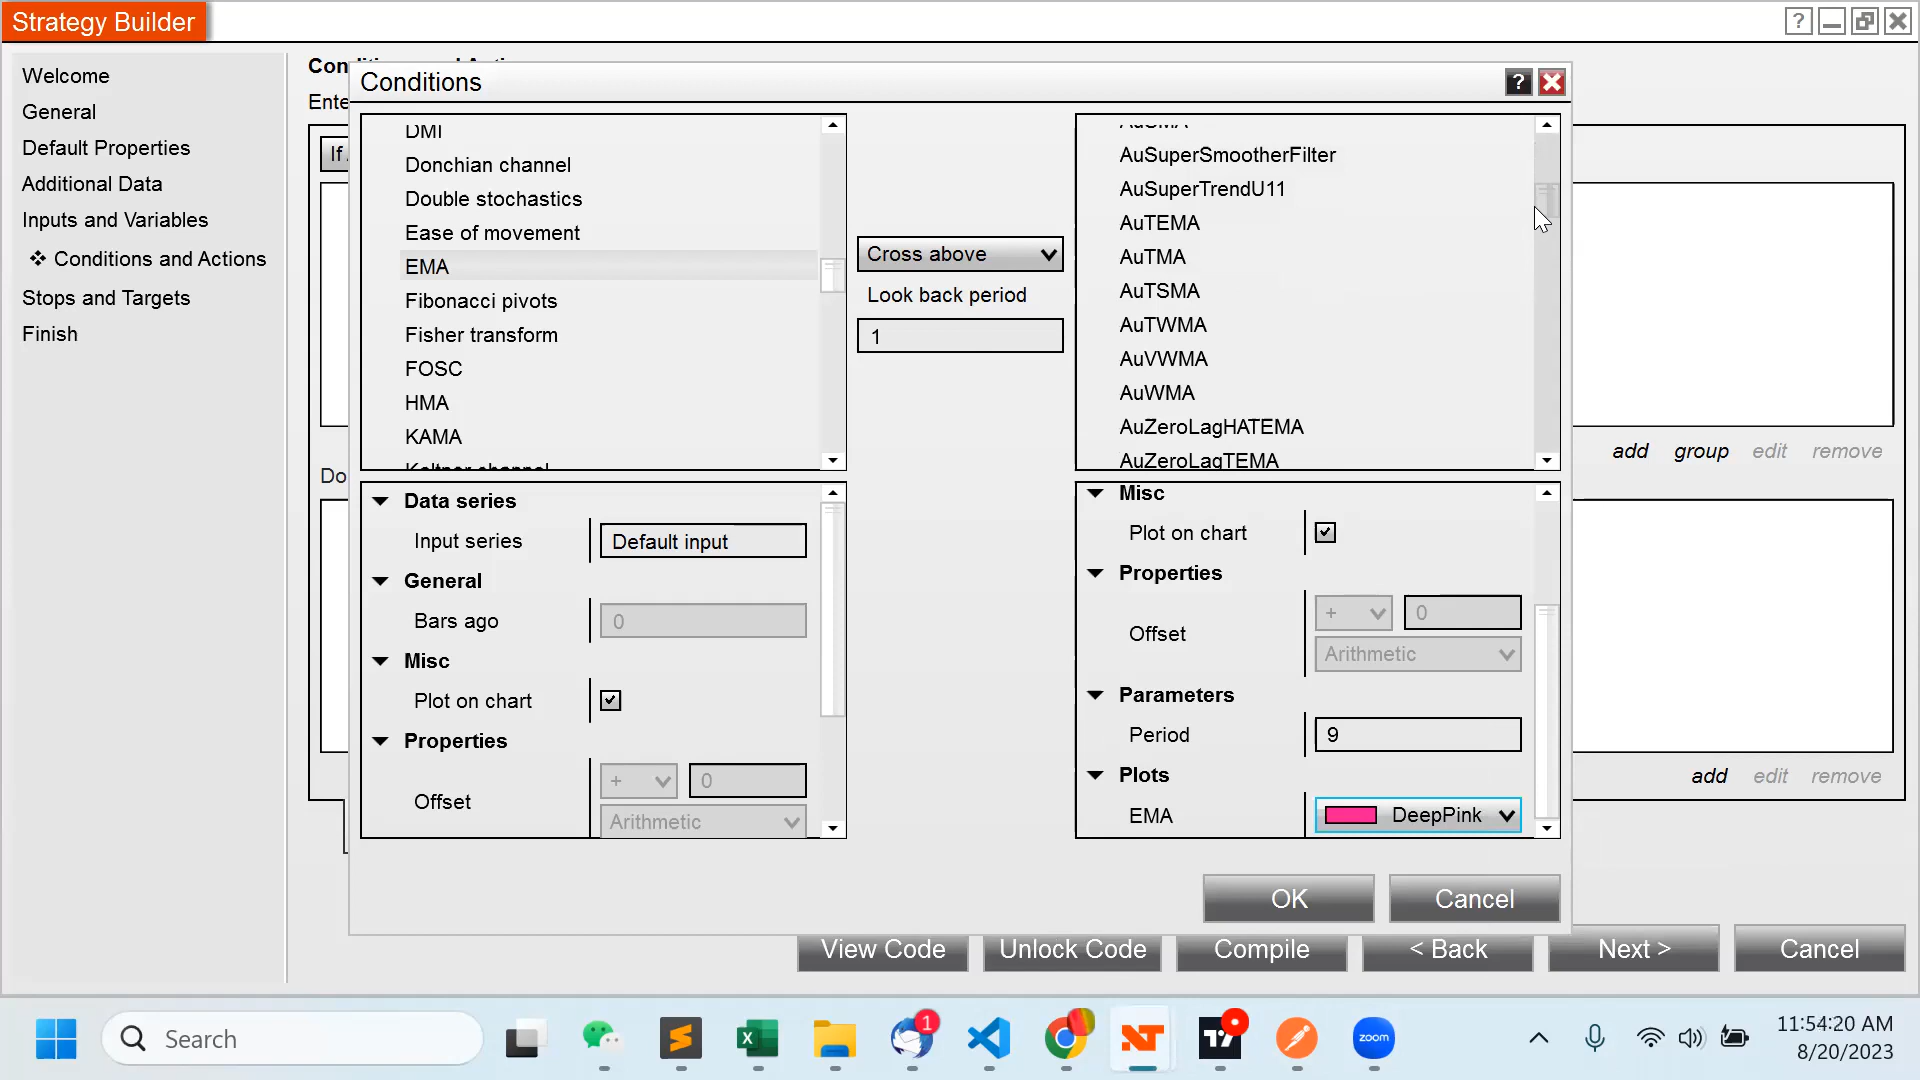 Strategy Builder
?
Welcome
General
Default Properties
Additional Data
Inputs and Variables
❖ Conditions and Actions
Stops and Targets
Finish
Con
Ente
If
Do
Conditions
?
DMI
Donchian channel
Double stochastics
Ease of movement
EMA
Fibonacci pivots
Fisher transform
FOSC
HMA
KAMA
Keltner channel
Cross above
Look back period
1
AuSMA
AuSuperSmootherFilter
AuSuperTrendU11
AuTEMA
AuTMA
AuTSMA
AuTWMA
AuVWMA
AuWMA
AuZeroLagHATEMA
AuZeroLagTEMA
Data series
Input series Default input
General
Bars ago 0
Misc
Plot on chart
Properties
Offset + 0
Arithmetic
Misc
Plot on chart
Properties
Offset + 0
Arithmetic
Parameters
Period 9
Plots
EMA DeepPink
OK Cancel
add group edit remove
add edit remove
View Code Unlock Code Compile < Back Next > Cancel
Search
1
zoom
11:54:20 AM
8/20/2023